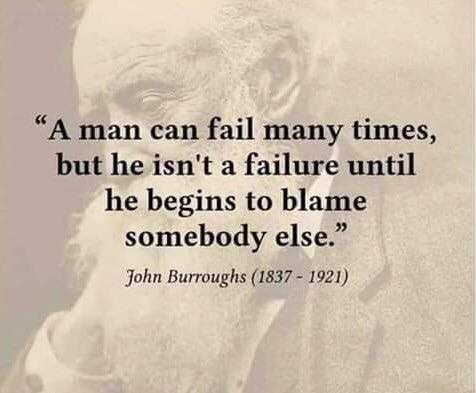 “A man can fail many times,
but he isn't a failure until
he begins to blame
somebody else.”
John Burroughs (1837 - 1921)